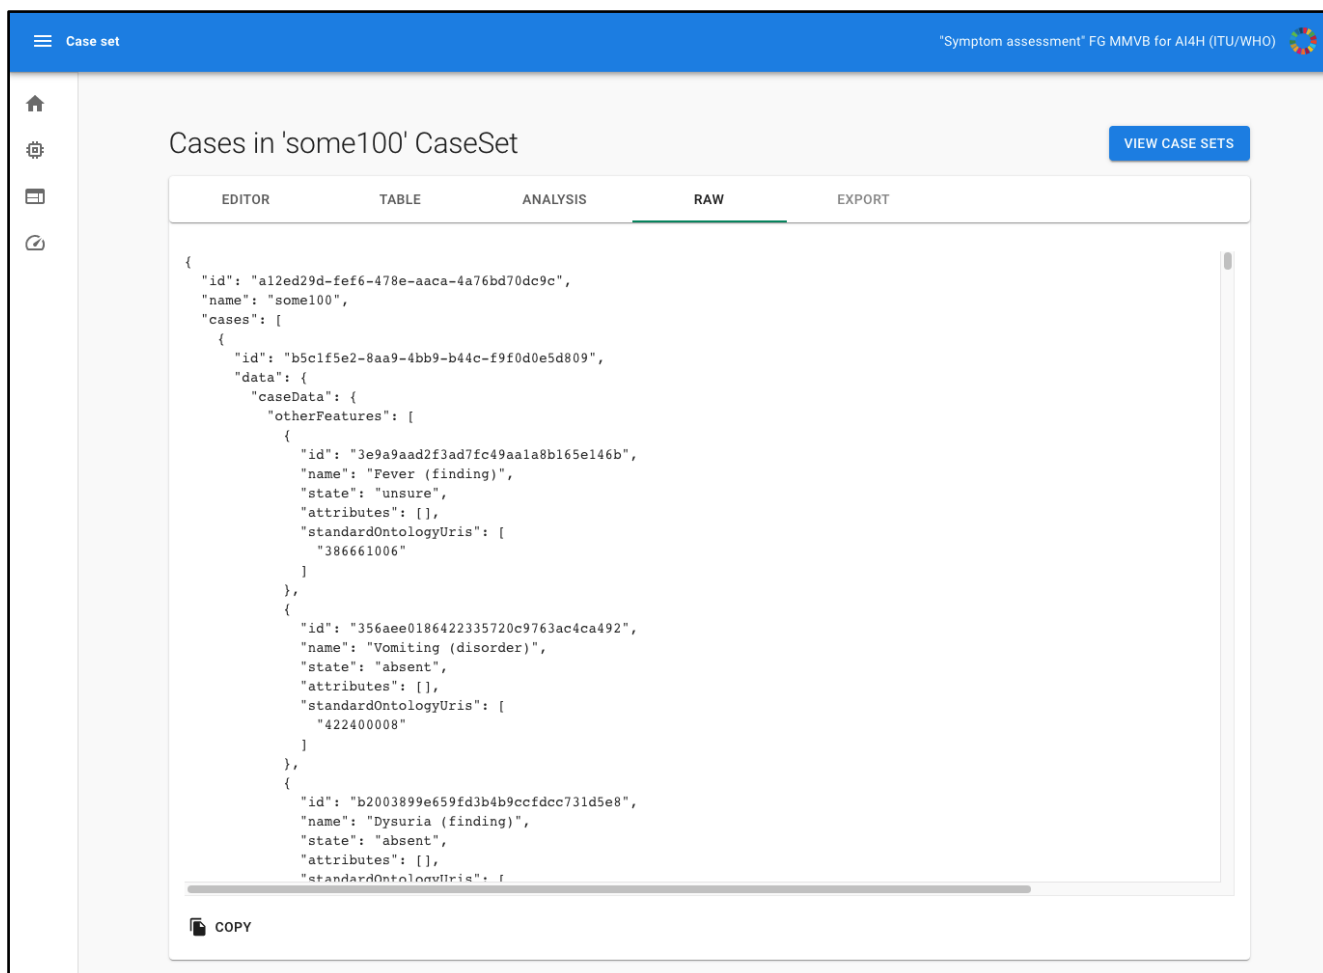 Case set
"Symptom assessment" FG MMVB for AI4H (ITU/WHO)
Cases in 'some100' CaseSet
VIEW CASE SETS
EDITOR TABLE ANALYSIS RAW EXPORT
{
"id": "a12ed29d-fef6-478e-aaca-4a76bd70dc9c",
"name": "some100",
"cases": [
{
"id": "b5c1f5e2-8aa9-4bb9-b44c-f9f0d0e5d809",
"data": {
"caseData": {
"otherFeatures": [
{
"id": "3e9a9aad2f3ad7fc49aa1a8b165e146b",
"name": "Fever (finding)",
"state": "unsure",
"attributes": [],
"standardOntologyUris": [
"386661006"
]
},
{
"id": "356aee0186422335720c9763ac4ca492",
"name": "Vomiting (disorder)",
"state": "absent",
"attributes": [],
"standardOntologyUris": [
"422400008"
]
},
{
"id": "b2003899e659fd3b4b9ccfdcc731d5e8",
"name": "Dysuria (finding)",
"state": "absent",
"attributes": [],
"standardOntologyUris": [
COPY